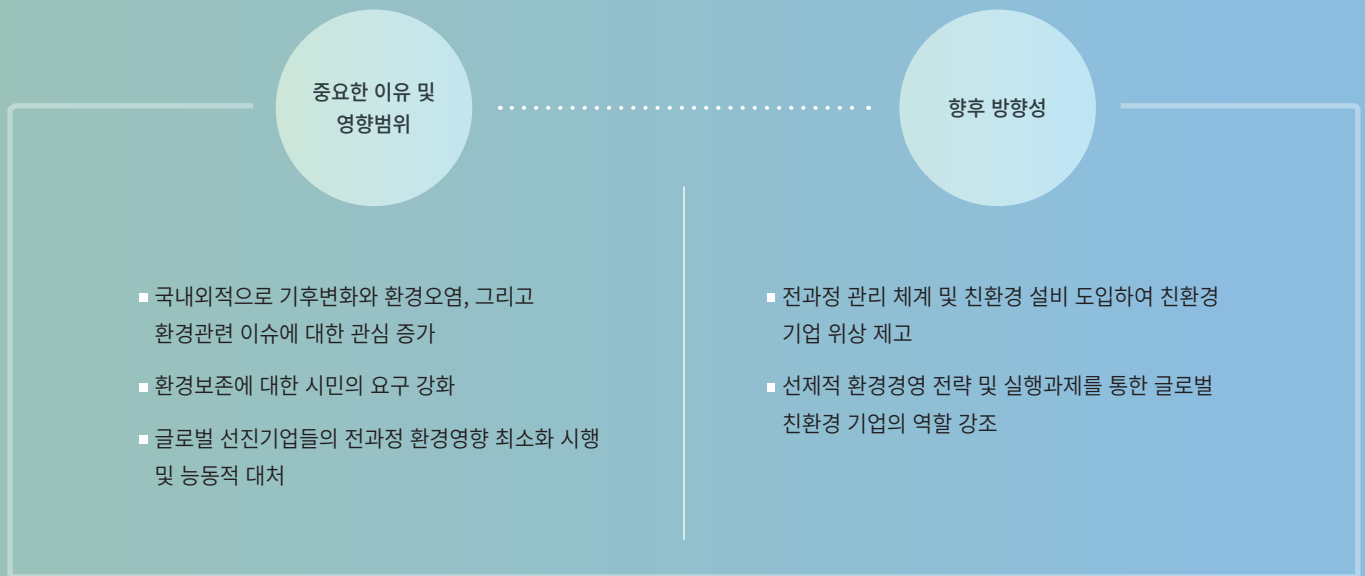 중요한 이유 및
영향범위
국내외적으로 기후변화와 환경오염, 그리고
환경관련 이슈에 대한 관심 증가
환경보존에 대한 시민의 요구 강화
글로벌 선진기업들의 전과정 환경영향 최소화 시행
및 능동적 대처
향후 방향성
전과정 관리 체계 및 친환경 설비 도입하여 친환경
기업 위상 제고
선제적 환경경영 전략 및 실행과제를 통한 글로벌
친환경 기업의 역할 강조